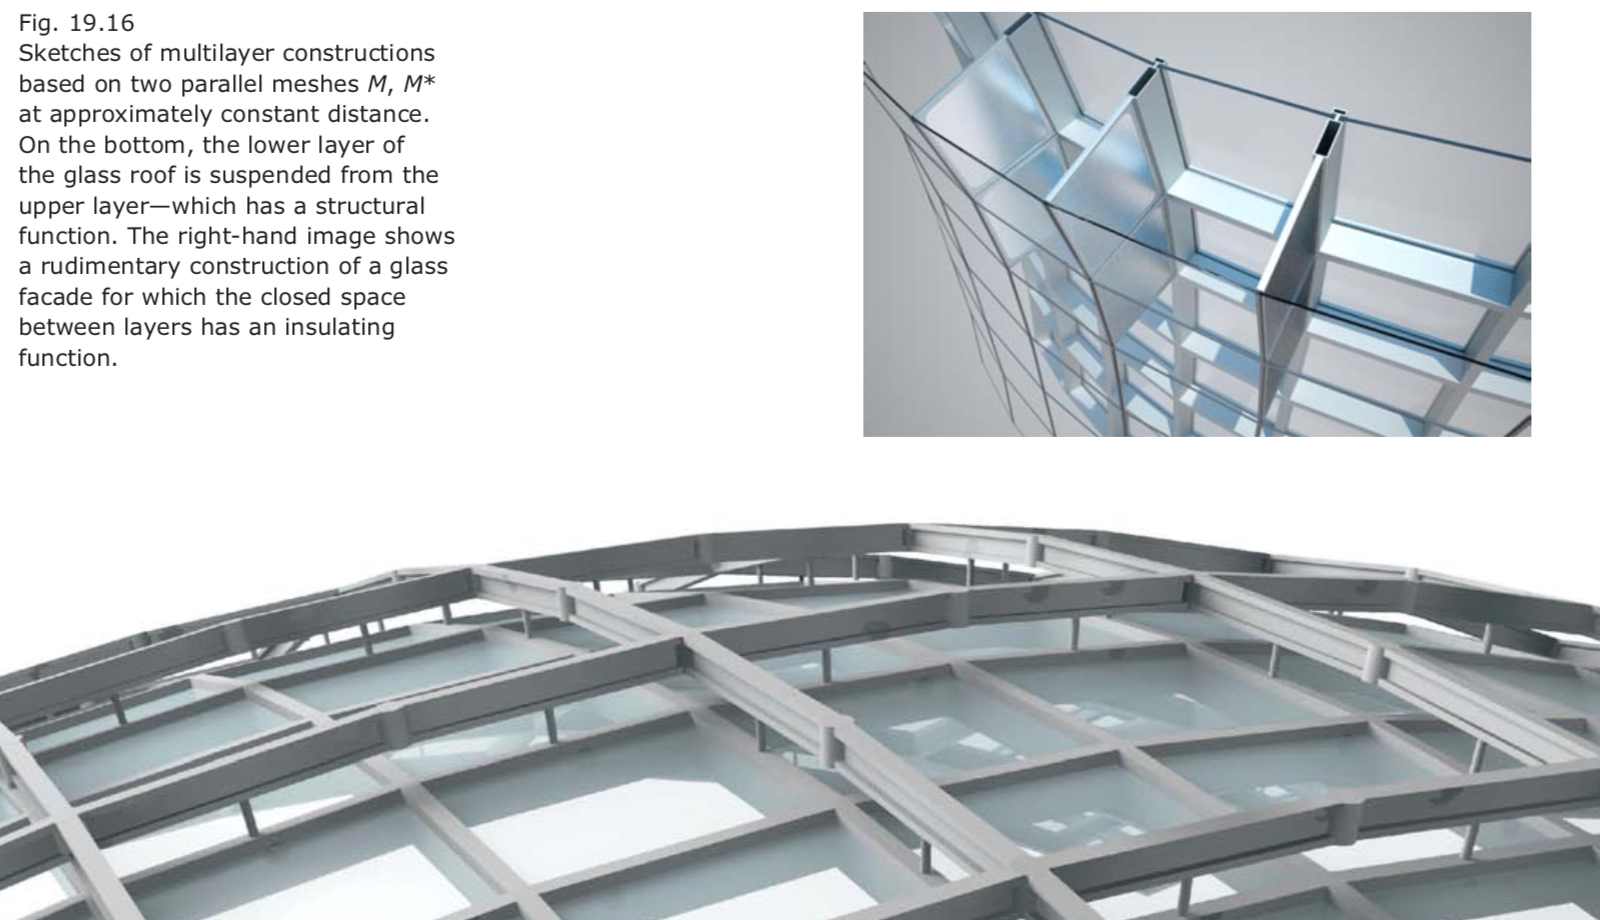 Fig. 19.16
Sketches of multilayer constructions
based on two parallel meshes M, M*
at approximately constant distance.
On the bottom, the lower layer of
the glass roof is suspended from the
upper layer—which has a structural
function. The right-hand image shows
a rudimentary construction of a glass
facade for which the closed space
between layers has an insulating
function.